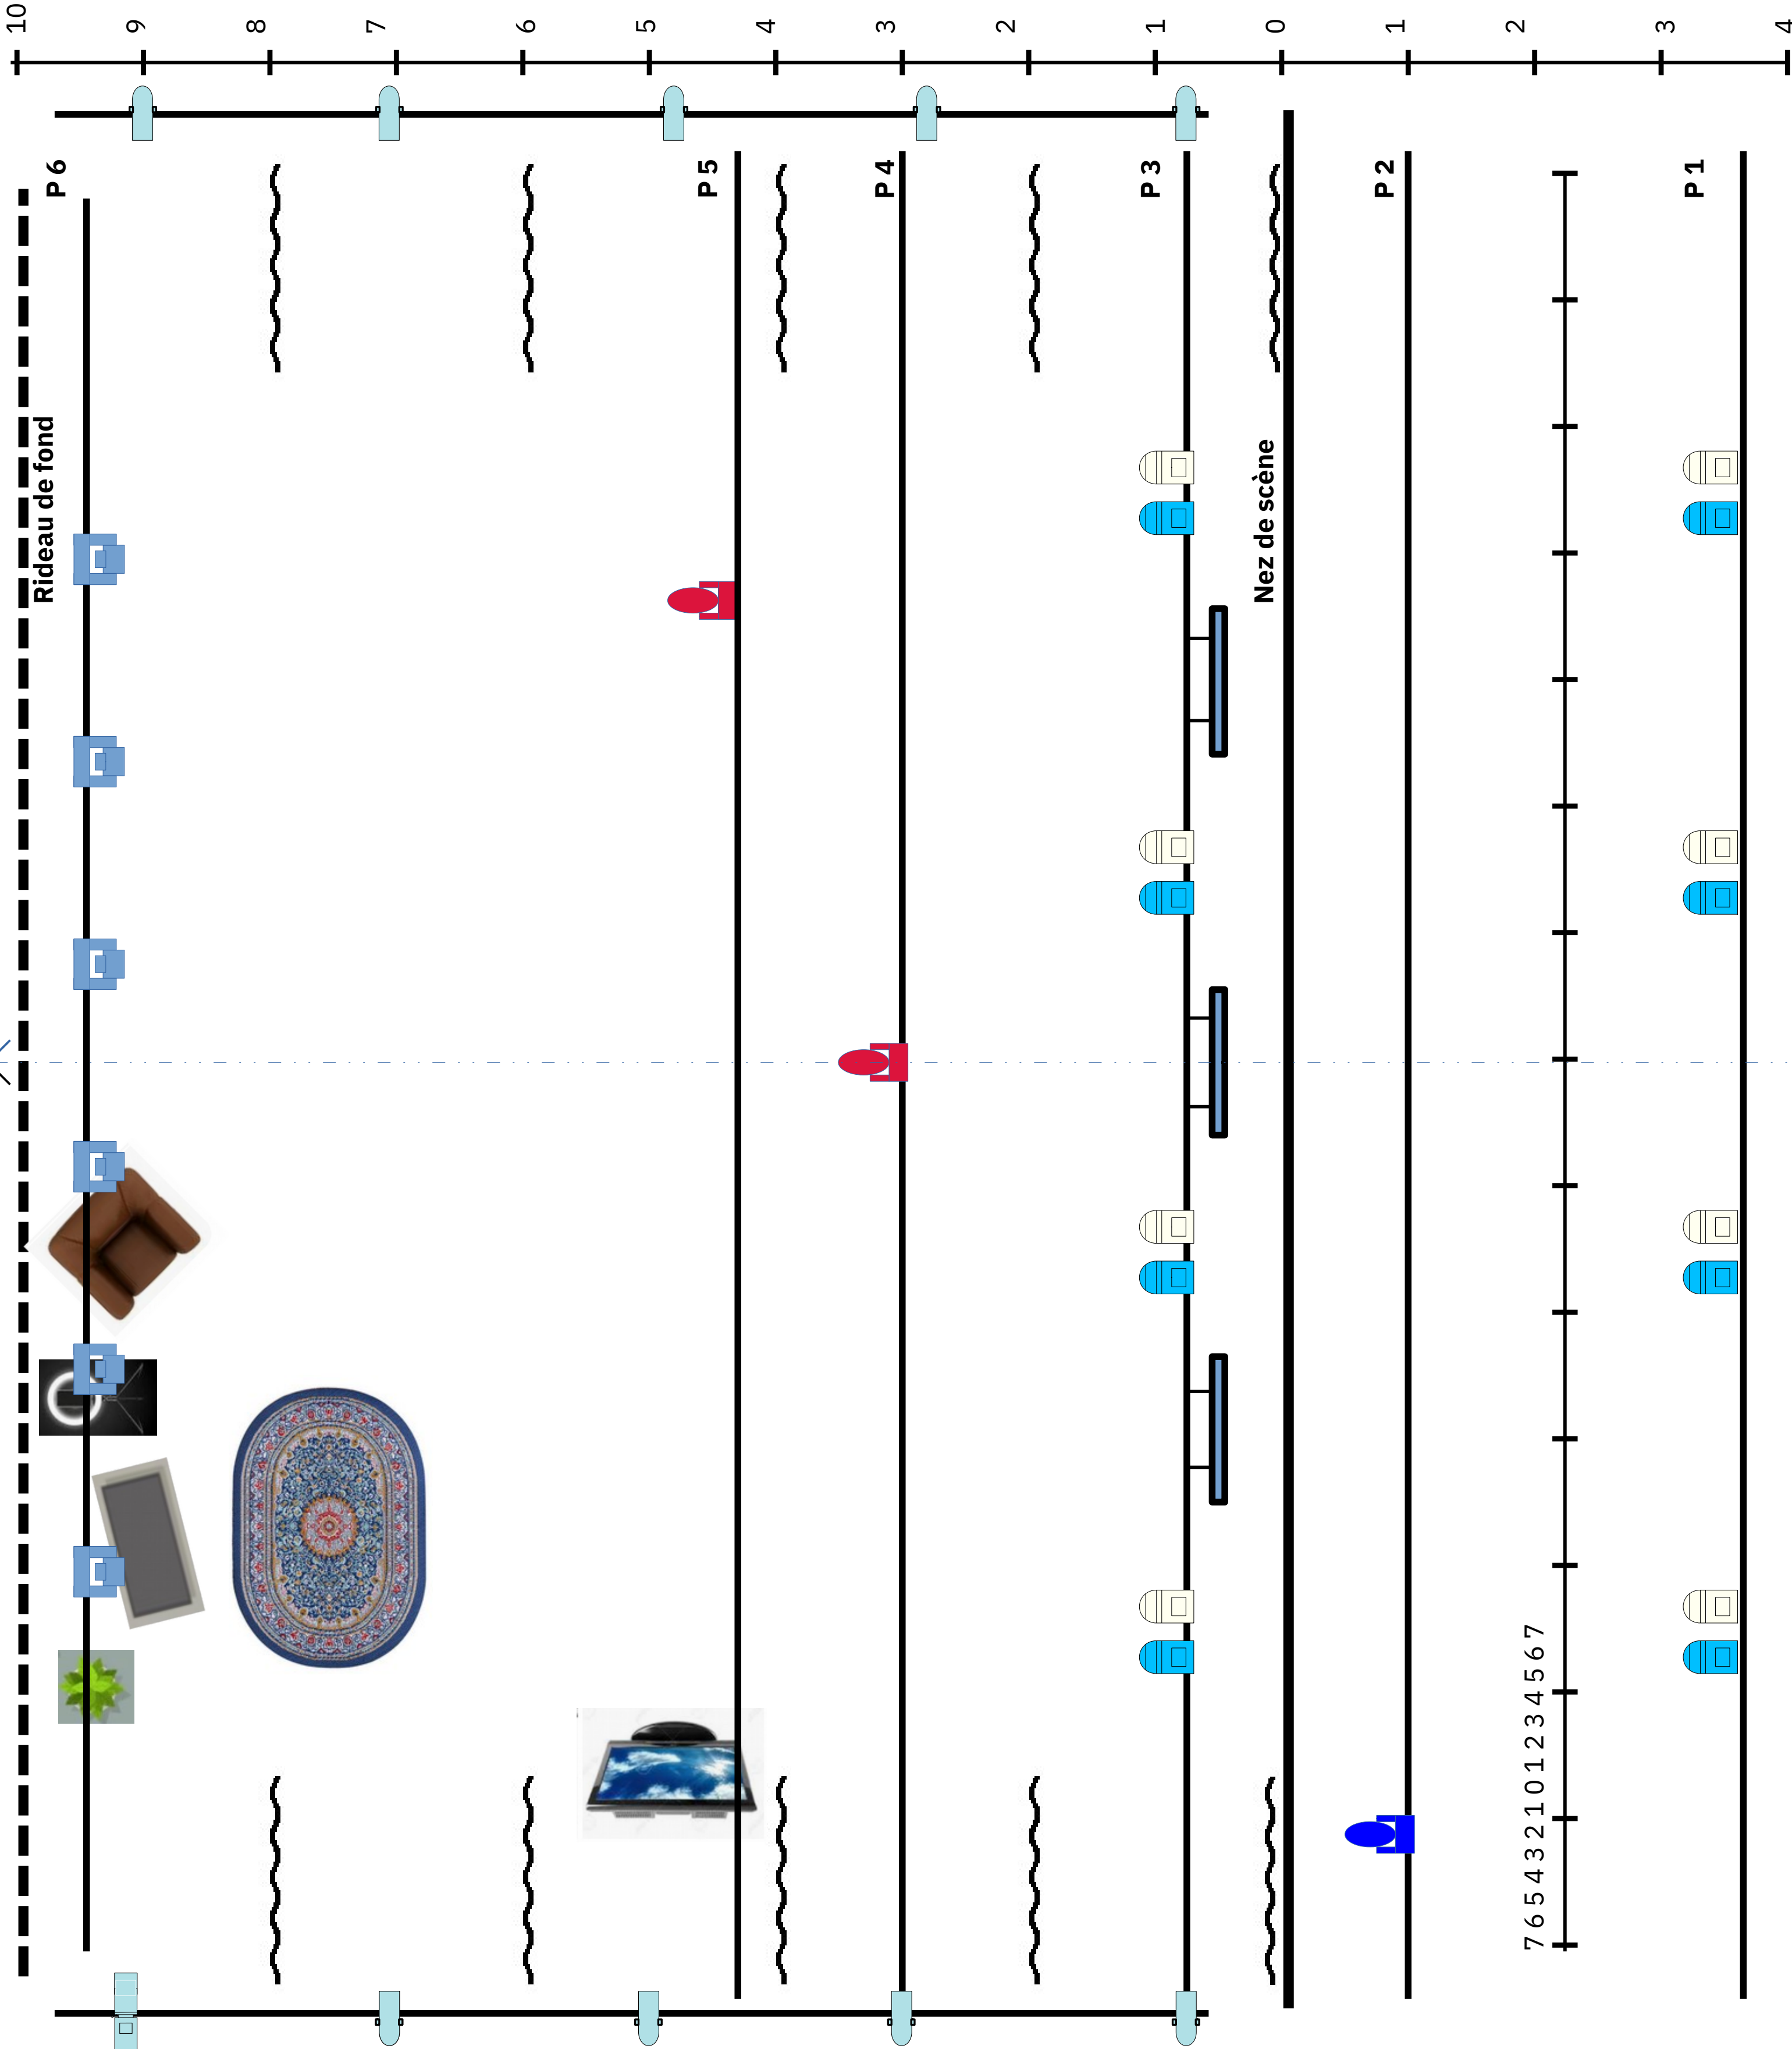 10 9 8 7 6 5 4 3 2 1 0 1 2 3 4
P 6
Rideau de fond
P 5
P 4
P 3
Nez de scène
P 2
7 6 5 4 3 2 1 0 1 2 3 4 5 6 7
P 1